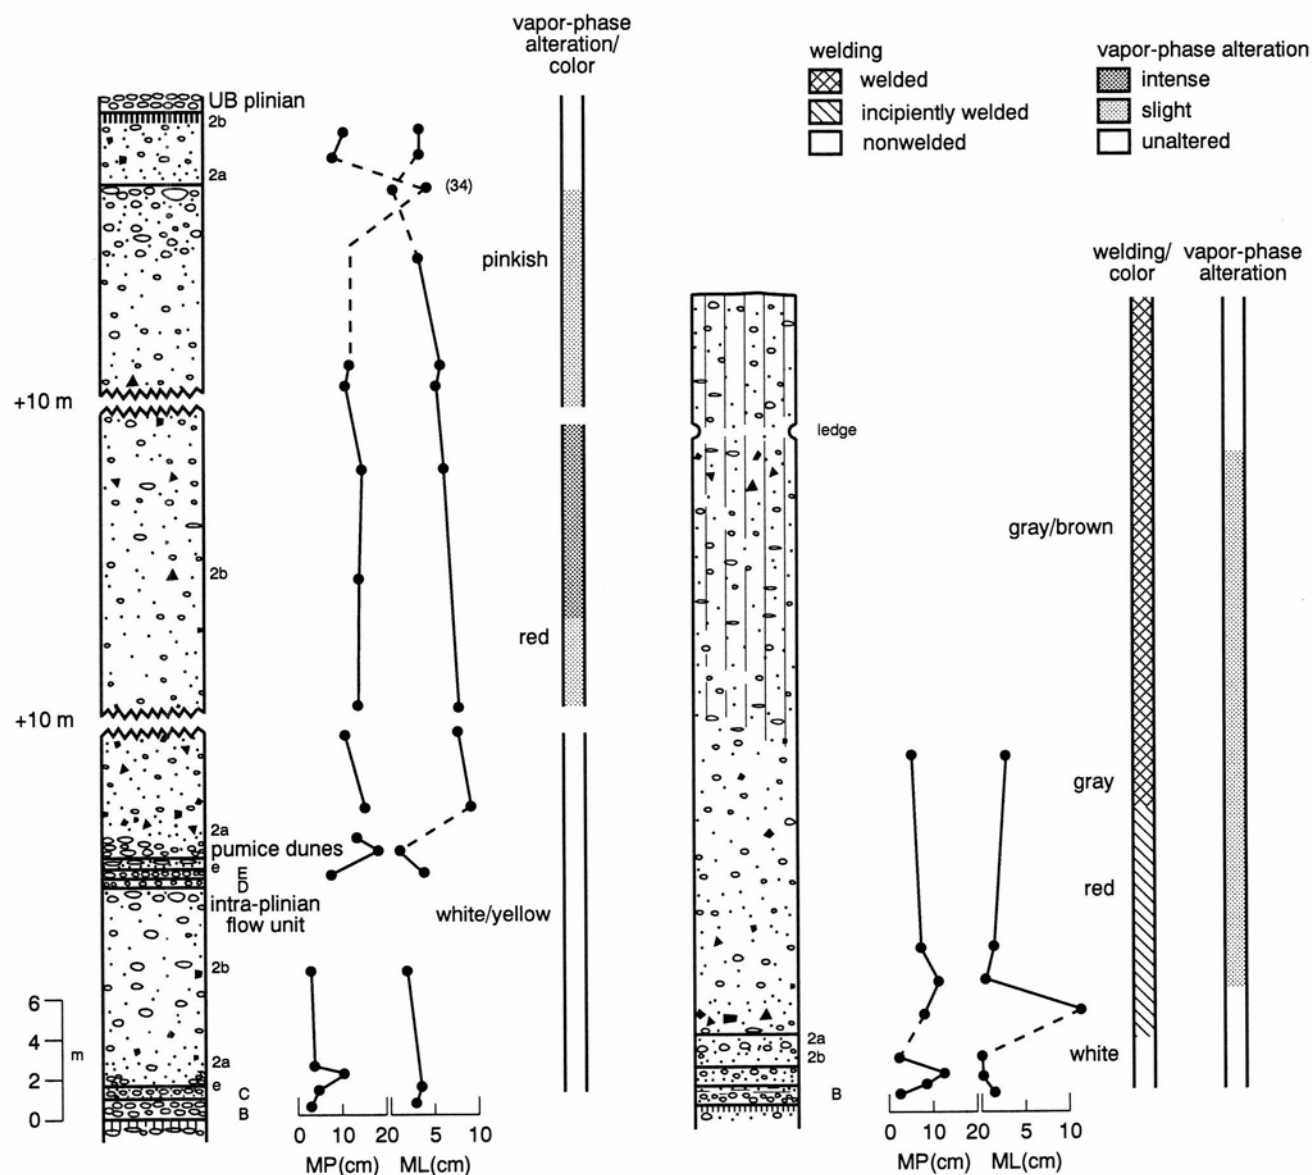 vapor-phase
alteration/
color
welding
welded
incipiently welded
nonwelded
vapor-phase alteration
intense
slight
unaltered
UB plinian
2b
2a
(34)
pinkish
+10 m
2b
red
+10 m
2a
pumice dunes
e
E
D
intra-plinian
flow unit
white/yellow
2b
2a
e
C
B
6
4
2
0
m
0 10 20 5 10
MP(cm) ML(cm)
welding/
color
vapor-phase
alteration
ledge
gray/brown
gray
red
white
2a
2b
B
0 10 20 5 10
MP(cm) ML(cm)